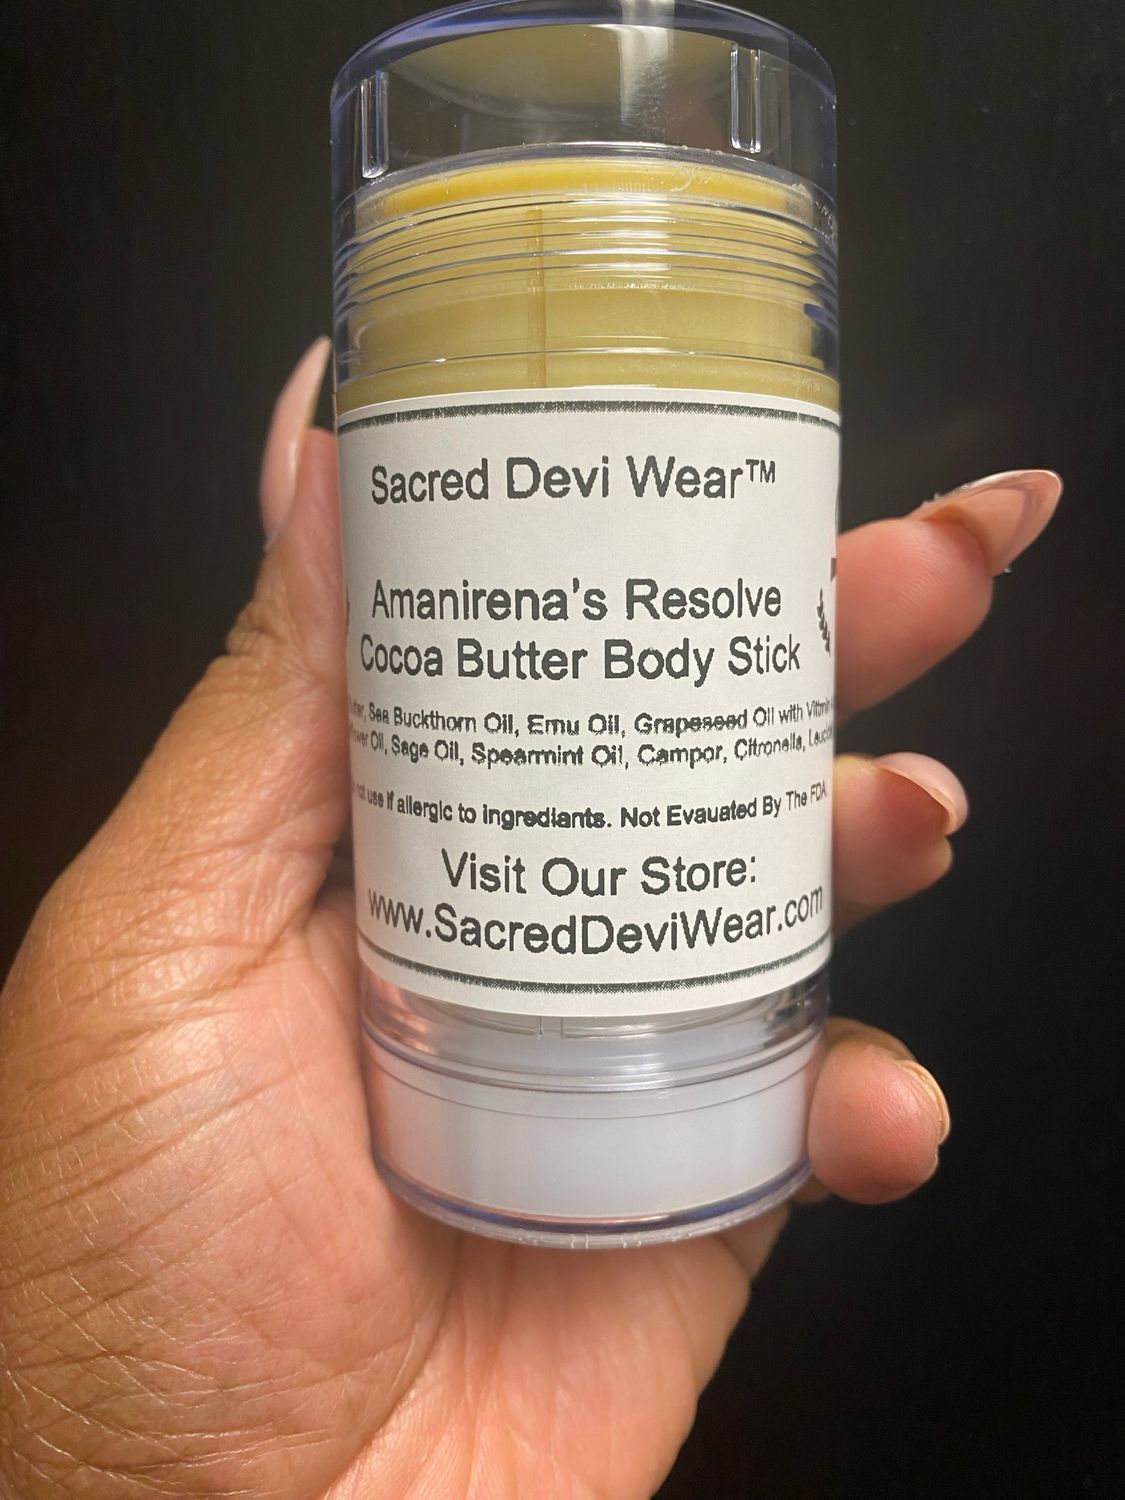 Sacred Devi Wear™
Amanirena's Resolve
Cocoa Butter Body Stick
Sea Buckthorn Oil, Emu Oil, Grapeseed Oil with
Oil, Sage Oil, Spearmint Oil, Campor, Citronella,
not use if allergic to ingrediants. Not Evauated By The FDA.
Visit Our Store:
www.SacredDeviWear.com